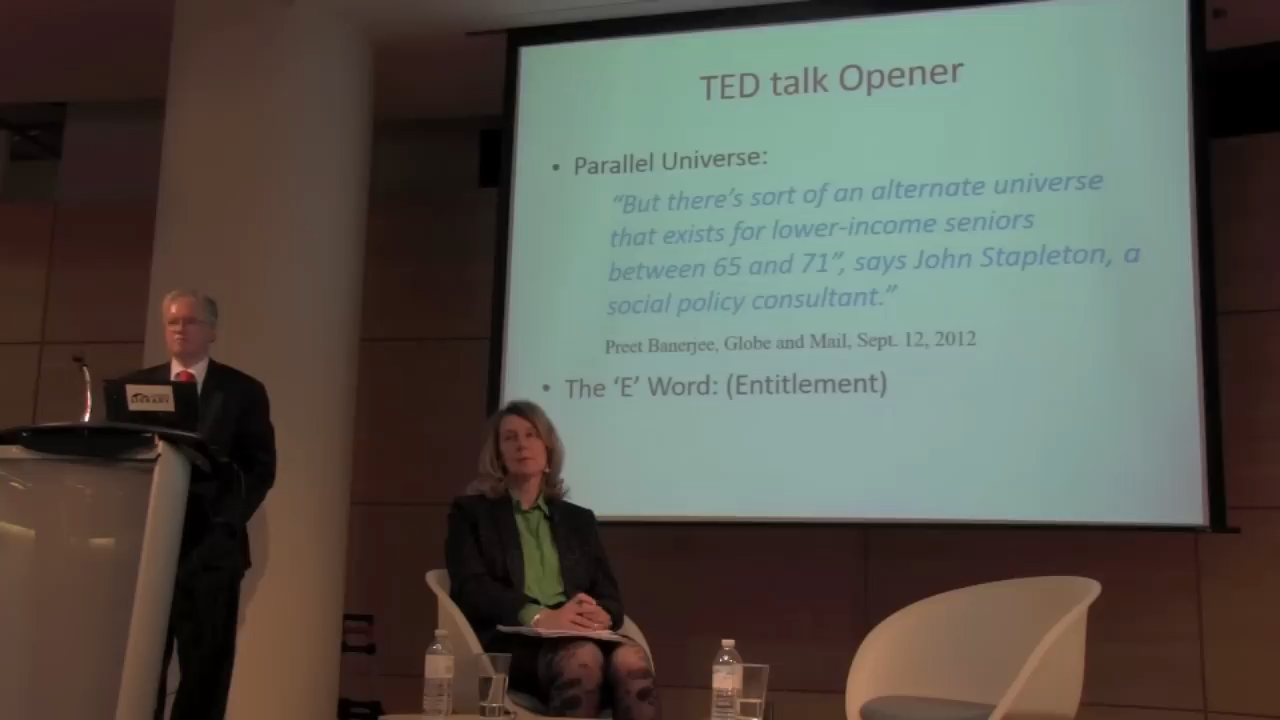 TED talk Opener
• Parallel Universe:
“But there’s sort of an alternate universe
that exists for lower-income seniors
between 65 and 71”, says John Stapleton, a
social policy consultant.”
Preet Banerjee, Globe and Mail, Sept. 12, 2012
• The ‘E’ Word: (Entitlement)
LIBRARY